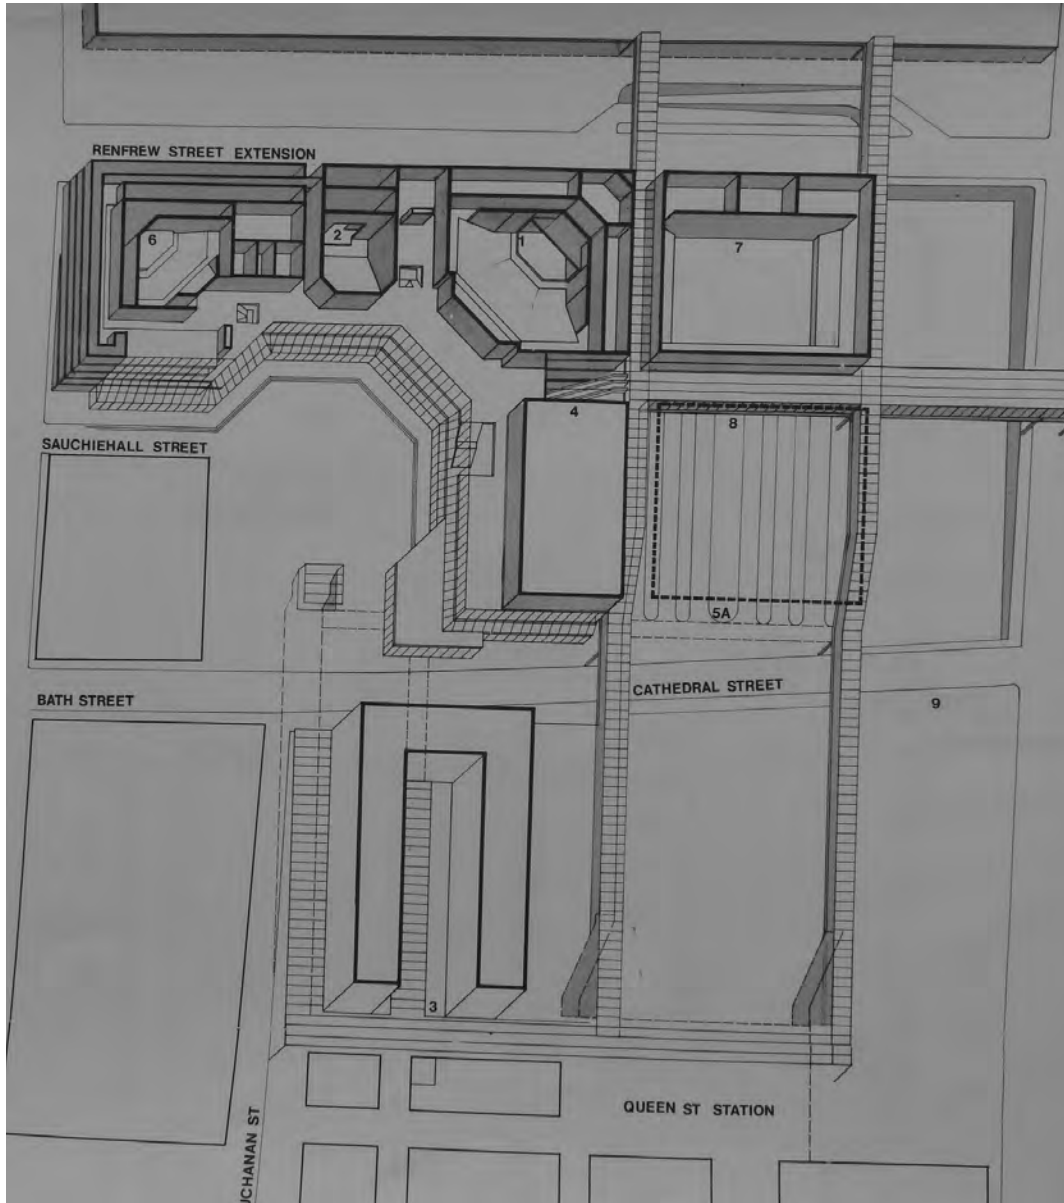 RENFREW STREET EXTENSION
6
2
1
7
4
8
SAUCHIEHALL STREET
5A
CATHEDRAL STREET
BATH STREET
9
3
QUEEN ST STATION
UCHANAN ST